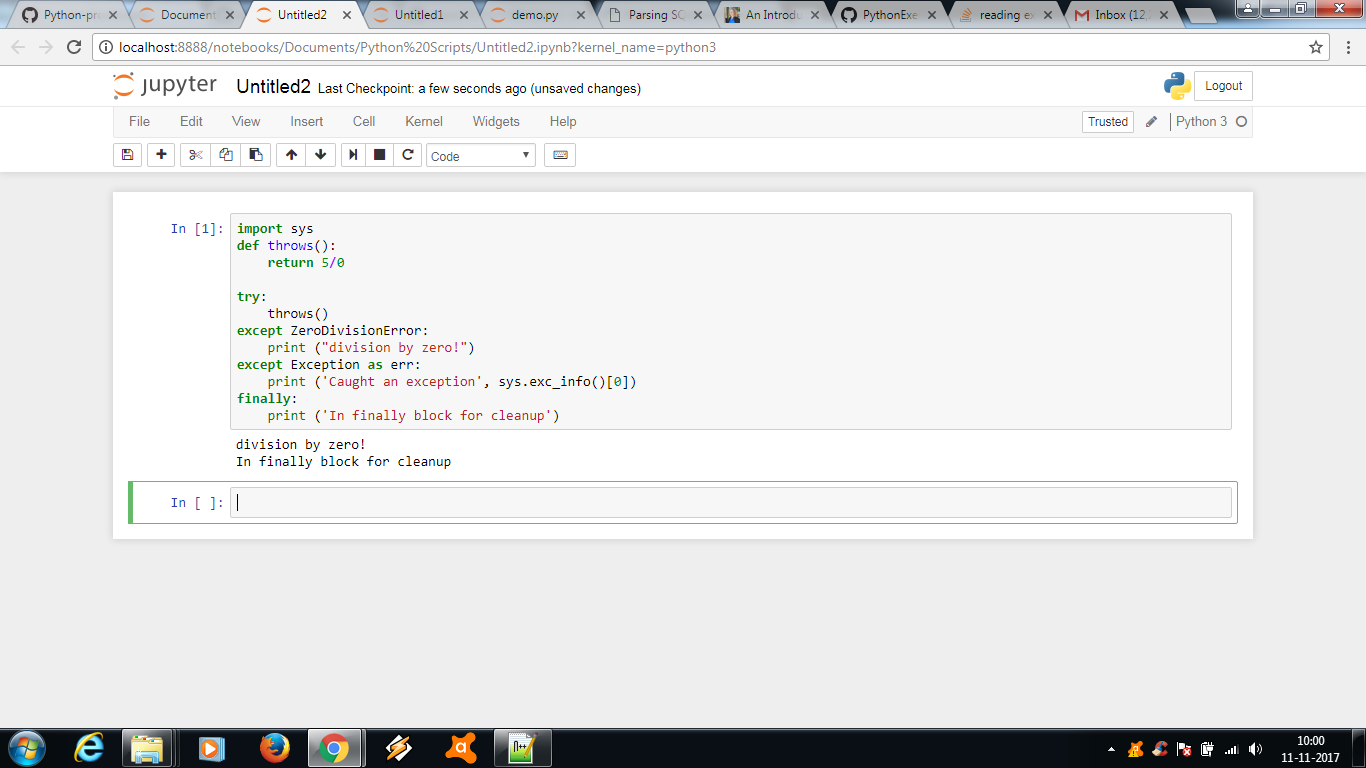 Python-pr
Document
Untitled2
Untitled1
demo.py
Parsing SC
An Introdu
PythonExe
reading ex
Inbox (12,
localhost:8888/notebooks/Documents/Python%20Scripts/Untitled2.ipynb?kernel_name=python3
jupyter Untitled2 Last Checkpoint: a few seconds ago (unsaved changes)
Logout
File Edit View Insert Cell Kernel Widgets Help
Trusted
Python 3
Code
In [1]:
import sys
def throws():
    return 5/0

try:
    throws()
except ZeroDivisionError:
    print ("division by zero!")
except Exception as err:
    print ('Caught an exception', sys.exc_info()[0])
finally:
    print ('In finally block for cleanup')
division by zero!
In finally block for cleanup
In [ ]:
10:00
11-11-2017